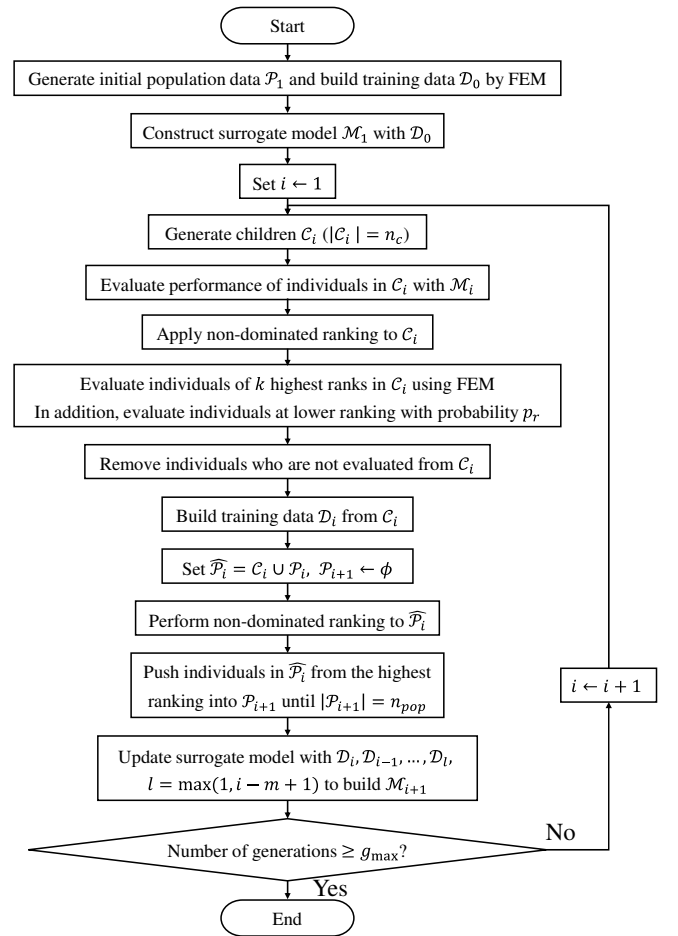 Start
Generate initial population data 𝒫₁ and build training data 𝒟₀ by FEM
Construct surrogate model ℳ₁ with 𝒟₀
Set 𝑖 ← 1
Generate children 𝒞ᵢ (|𝒞ᵢ | = 𝑛_𝑐)
Evaluate performance of individuals in 𝒞ᵢ with ℳᵢ
Apply non-dominated ranking to 𝒞ᵢ
Evaluate individuals of 𝑘 highest ranks in 𝒞ᵢ using FEM
In addition, evaluate individuals at lower ranking with probability 𝑝ᵣ
Remove individuals who are not evaluated from 𝒞ᵢ
Build training data 𝒟ᵢ from 𝒞ᵢ
Set 𝒫̂ᵢ = 𝒞ᵢ ∪ 𝒫ᵢ, 𝒫ᵢ₊₁ ← 𝜙
Perform non-dominated ranking to 𝒫̂ᵢ
Push individuals in 𝒫̂ᵢ from the highest
ranking into 𝒫ᵢ₊₁ until |𝒫ᵢ₊₁| = 𝑛_𝑝𝑜𝑝
𝑖 ← 𝑖 + 1
Update surrogate model with 𝒟ᵢ, 𝒟ᵢ₋₁, … , 𝒟ₗ,
𝑙 = max(1, 𝑖 − 𝑚 + 1) to build ℳᵢ₊₁
Number of generations ≥ 𝑔_max?
No
Yes
End